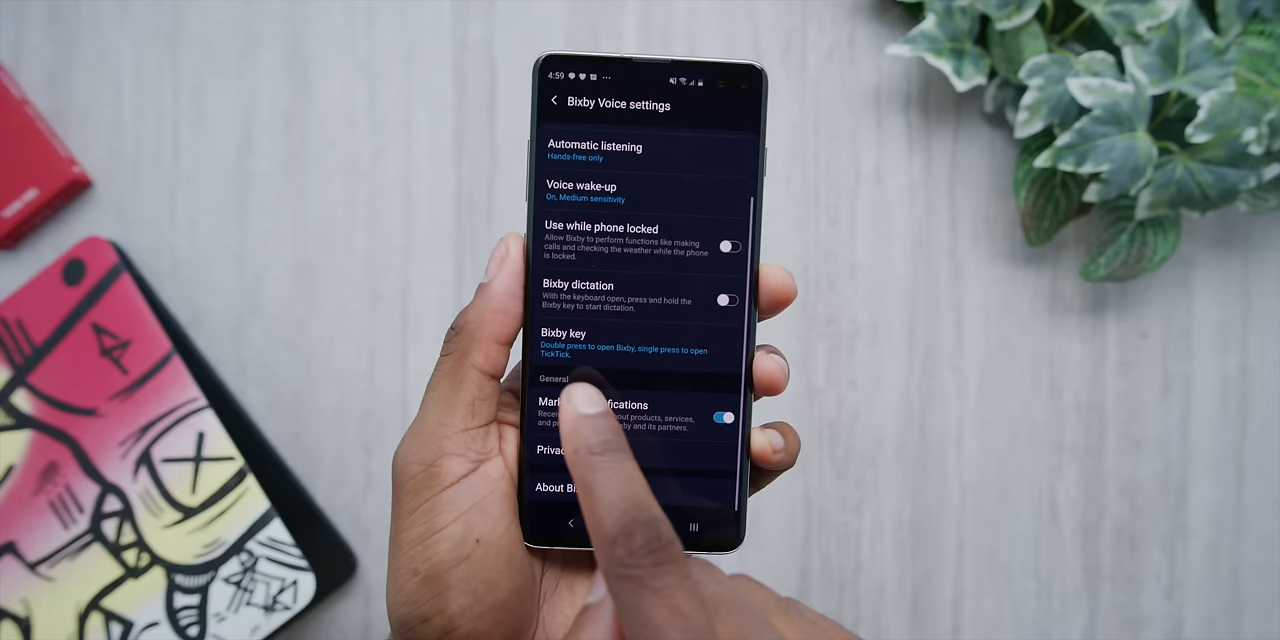 4:59
Bixby Voice settings
Automatic listening
Hands-free only
Voice wake-up
On, Medium sensitivity
Use while phone locked
Allow Bixby to perform functions like making
calls and checking the weather while the phone
is locked.
Bixby dictation
With the keyboard open, press and hold the
Bixby key to start dictation.
Bixby key
Double press to open Bixby, single press to open
TickTick.
General
products, services,
and its partners.
About